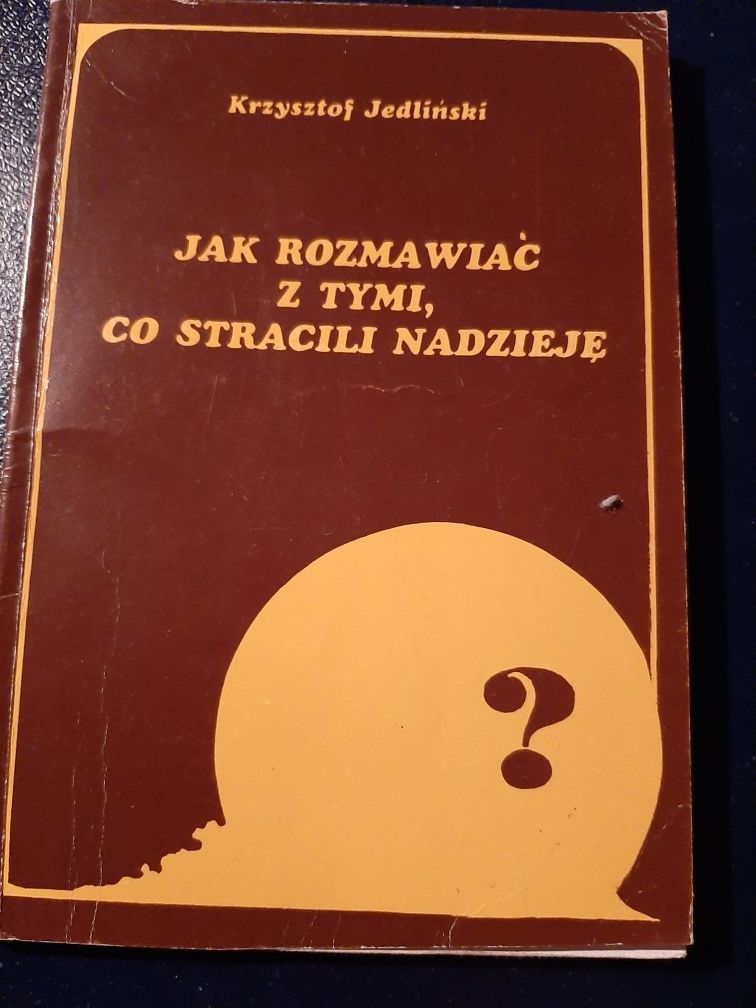 Krzysztof Jedliński
JAK ROZMAWIAĆ
Z TYMI,
CO STRACILI NADZIEJĘ
?